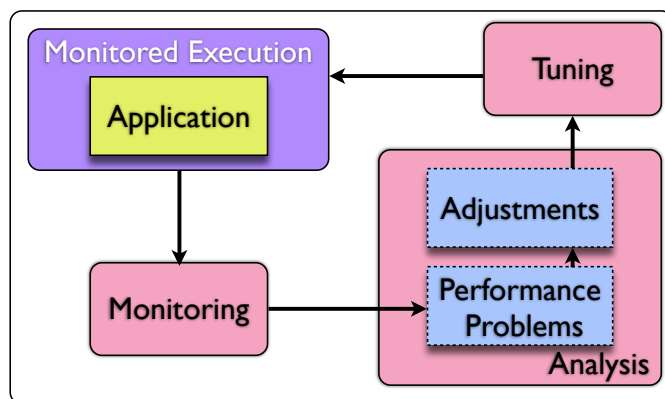 Monitored Execution
Application
Tuning
Adjustments
Monitoring
Performance
Problems
Analysis